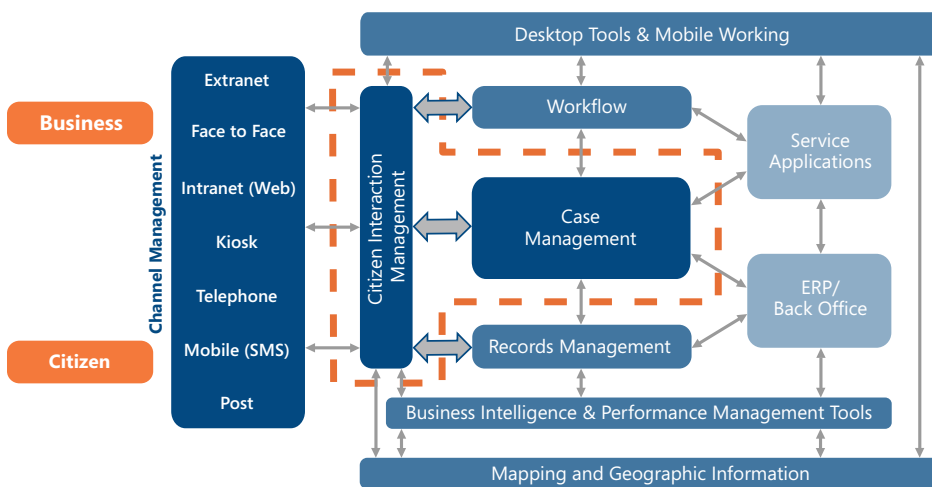 Desktop Tools & Mobile Working
Business
Citizen
Channel Management
Extranet
Face to Face
Intranet (Web)
Kiosk
Telephone
Mobile (SMS)
Post
Citizen Interaction
Management
Workflow
Case
Management
Records Management
Service
Applications
ERP/
Back Office
Business Intelligence & Performance Management Tools
Mapping and Geographic Information